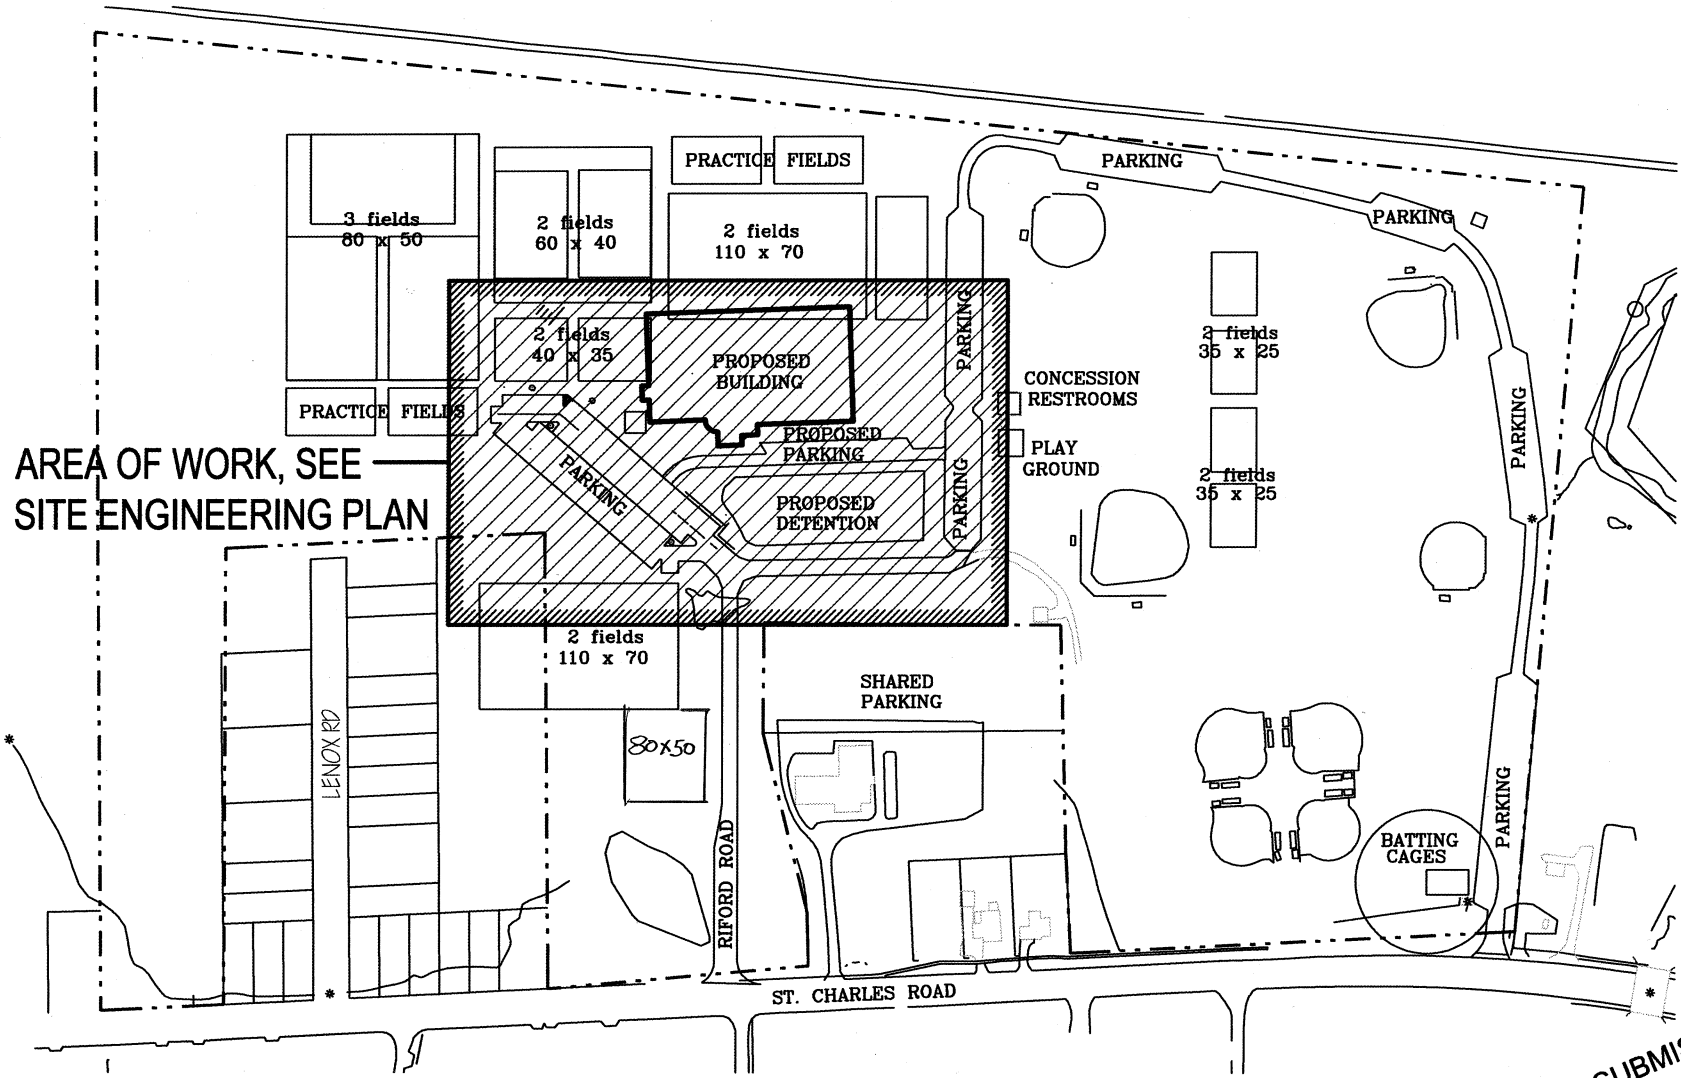 PRACTICE FIELDS
PARKING
PARKING
3 fields
80 x 50
2 fields
60 x 40
2 fields
110 x 70
PARKING
2 fields
40 x 35
PROPOSED
BUILDING
2 fields
35 x 25
CONCESSION
RESTROOMS
PRACTICE FIELDS
PROPOSED
PARKING
PLAY
GROUND
PARKING
AREA OF WORK, SEE
SITE ENGINEERING PLAN
PARKING
PROPOSED
DETENTION
PARKING
2 fields
35 x 25
2 fields
110 x 70
SHARED
PARKING
LENOX RD
80x50
RIFORD ROAD
BATTING
CAGES
PARKING
ST. CHARLES ROAD